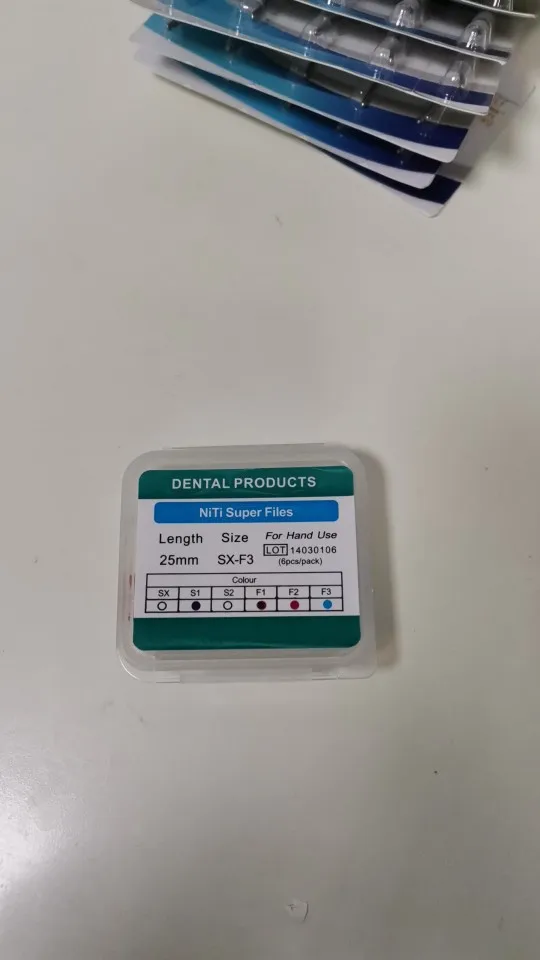 DENTAL PRODUCTS
NiTi Super Files
Length Size For Hand Use
25mm SX-F3 LOT 14030106
(6pcs/pack)
Colour
SX S1 S2 F1 F2 F3